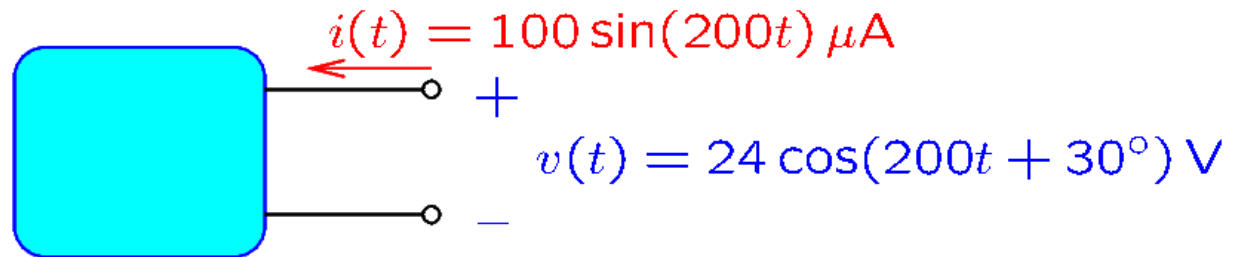 i(t) = 100 sin(200t) μA
+
v(t) = 24 cos(200t + 30°) V
−